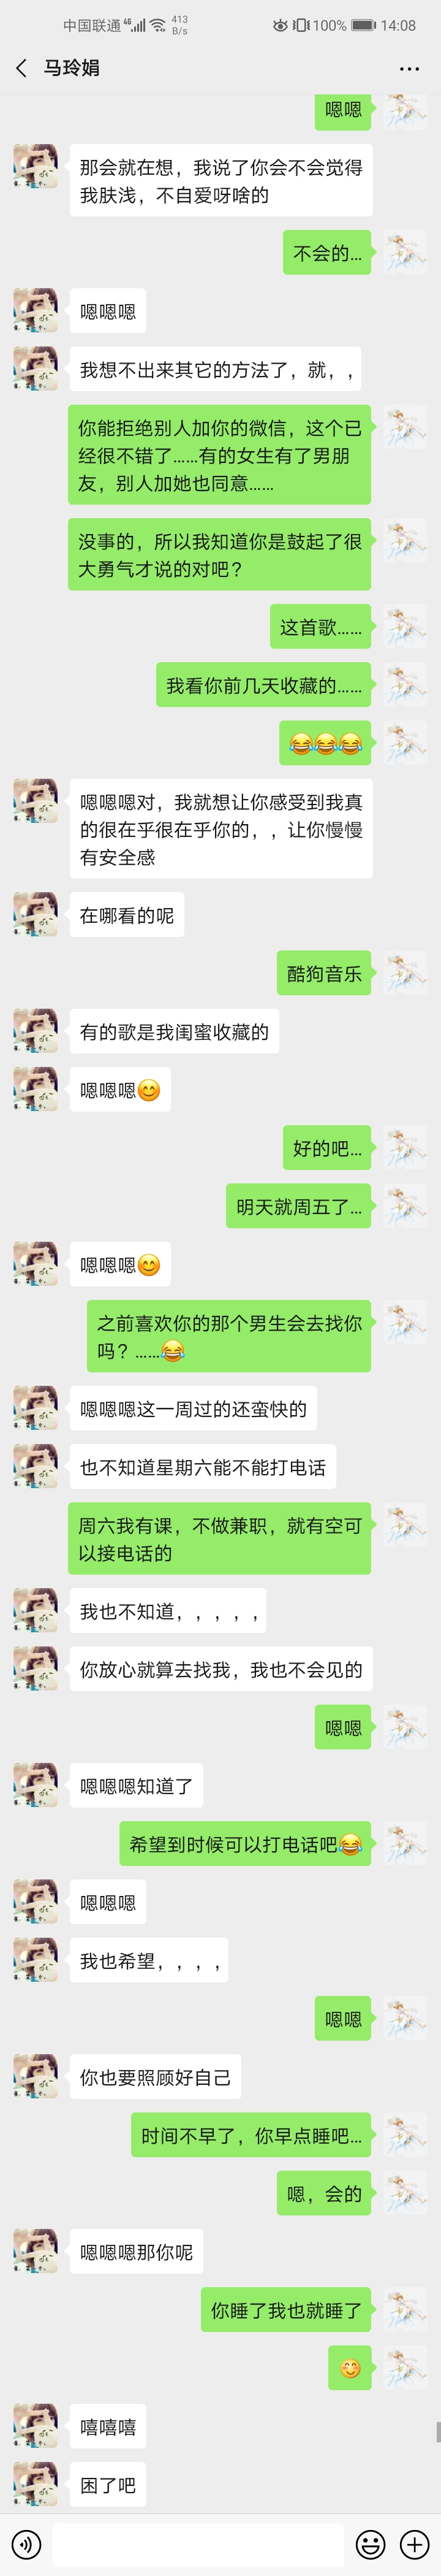 中国联通 4G 413 B/s 100% 14:08
马玲娟
嗯嗯
那会就在想，我说了你会不会觉得
我肤浅，不自爱呀啥的
不会的...
嗯嗯嗯
我想不出来其它的方法了，就，，
你能拒绝别人加你的微信，这个已
经很不错了……有的女生有了男朋
友，别人加她也同意……
没事的，所以我知道你是鼓起了很
大勇气才说的对吧？
这首歌……
我看你前几天收藏的……
😂😂😂
嗯嗯嗯对，我就想让你感受到我真
的很在乎很在乎你的，，让你慢慢
有安全感
在哪看的呢
酷狗音乐
有的歌是我闺蜜收藏的
嗯嗯嗯😊
好的吧...
明天就周五了...
嗯嗯嗯😊
之前喜欢你的那个男生会去找你
吗？……😂
嗯嗯嗯这一周过的还蛮快的
也不知道星期六能不能打电话
周六我有课，不做兼职，就有空可
以接电话的
我也不知道，，，，，
你放心就算去找我，我也不会见的
嗯嗯
嗯嗯嗯知道了
希望到时候可以打电话吧😂
嗯嗯嗯
我也希望，，，，
嗯嗯
你也要照顾好自己
时间不早了，你早点睡吧...
嗯，会的
嗯嗯嗯那你呢
你睡了我也就睡了
😊
嘻嘻嘻
困了吧